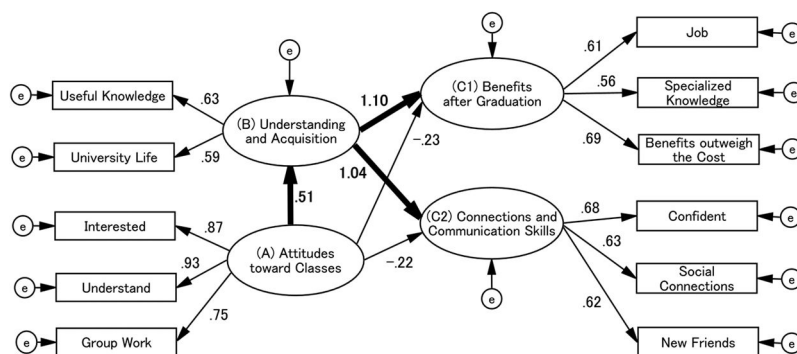 e
Job
e
.61
e
(C1) Benefits
after Graduation
.56
Specialized
Knowledge
e
e
Useful Knowledge
.63
1.10
(B) Understanding
and Acquisition
−.23
.69
Benefits outweigh
the Cost
e
e
University Life
.59
1.04
.51
(C2) Connections and
Communication Skills
.68
Confident
e
e
Interested
.87
(A) Attitudes
toward Classes
−.22
.63
Social
Connections
e
e
Understand
.93
e
.62
e
Group Work
.75
New Friends
e